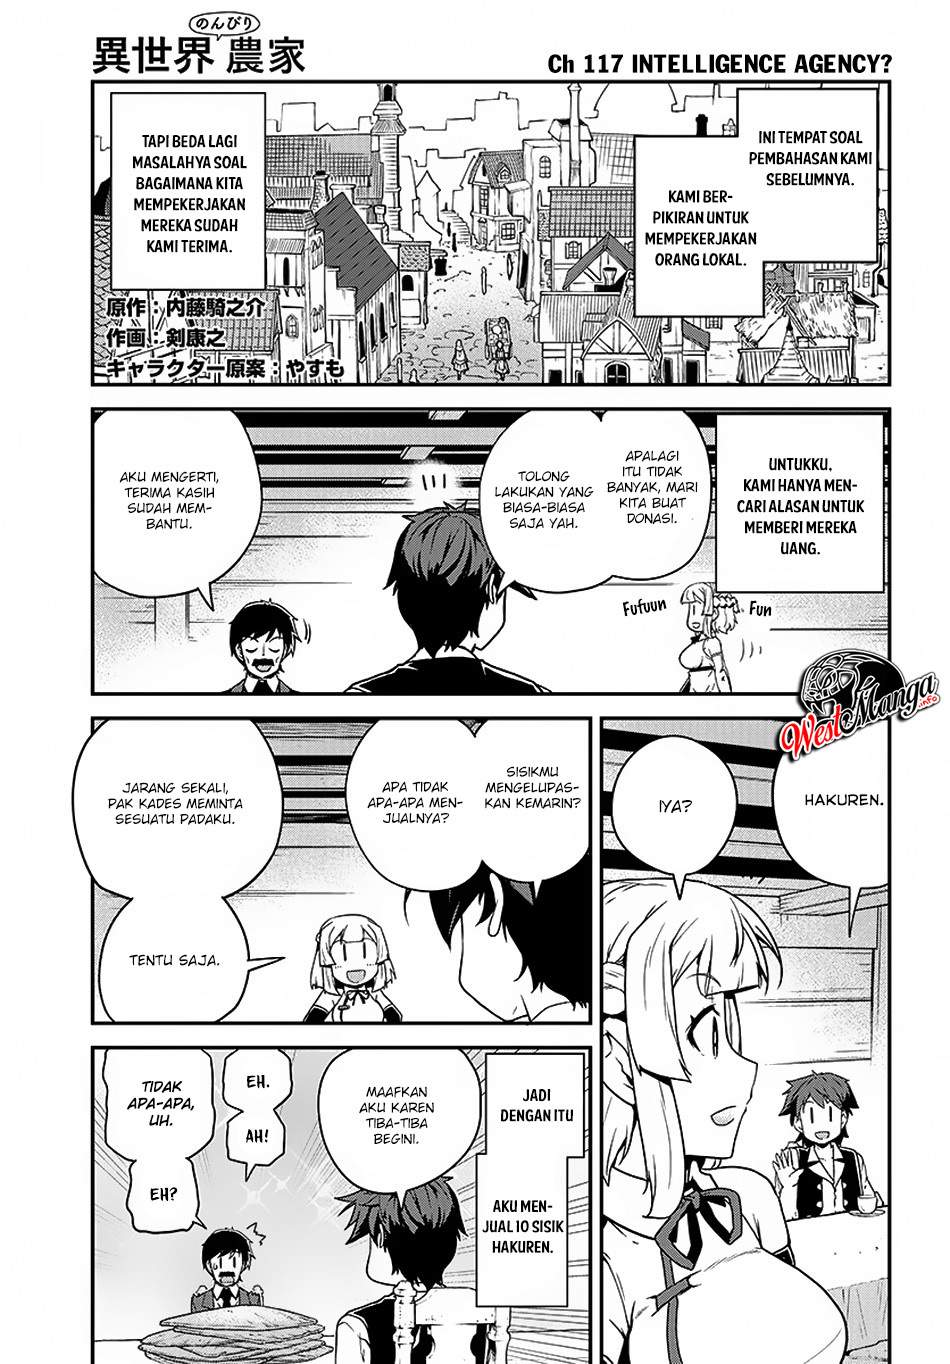 のんびり
異世界農家
Ch 117 INTELLIGENCE AGENCY?
INI TEMPAT SOAL
PEMBAHASAN KAMI
SEBELUMNYA.
KAMI BER-
PIKIRAN UNTUK
MEMPEKERJAKAN
ORANG LOKAL.
TAPI BEDA LAGI
MASALAHYA SOAL
BAGAIMANA KITA
MEMPEKERJAKAN
MEREKA SUDAH
KAMI TERIMA.
原作：内藤騎之介
作画：剣康之
キャラクター原案：やすも
UNTUKKU,
KAMI HANYA MEN-
CARI ALASAN UNTUK
MEMBERI MEREKA
UANG.
APALAGI
ITU TIDAK
BANYAK, MARI
KITA BUAT
DONASI.
TOLONG
LAKUKAN YANG
BIASA-BIASA
SAJA YAH.
Fufuun
Fun
AKU MENGERTI,
TERIMA KASIH
SUDAH MEM-
BANTU.
WestManga
.info
HAKUREN.
IYA?
SISIKMU
MENGELUPAS-
KAN KEMARIN?
APA TIDAK
APA-APA MEN-
JUALNYA?
JARANG SEKALI,
PAK KADES MEMINTA
SESUATU PADAKU.
TENTU SAJA.
JADI
DENGAN ITU
AKU MEN-
JUAL 10 SISIK
HAKUREN.
MAAFKAN
AKU KAREN
TIBA-TIBA
BEGINI.
EH.
AH!
TIDAK
APA-APA,
UH.
EH?